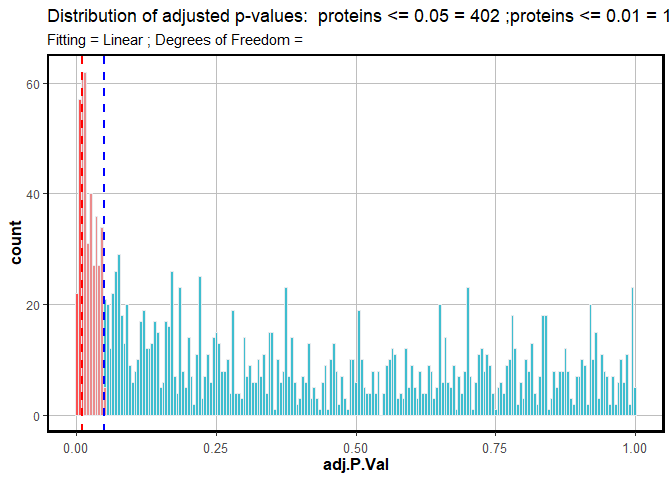 Distribution of adjusted p-values:  proteins <= 0.05 = 402 ;proteins <= 0.01 = 1
Fitting = Linear ; Degrees of Freedom =
60
40
20
0
count
0.00 0.25 0.50 0.75 1.00
adj.P.Val